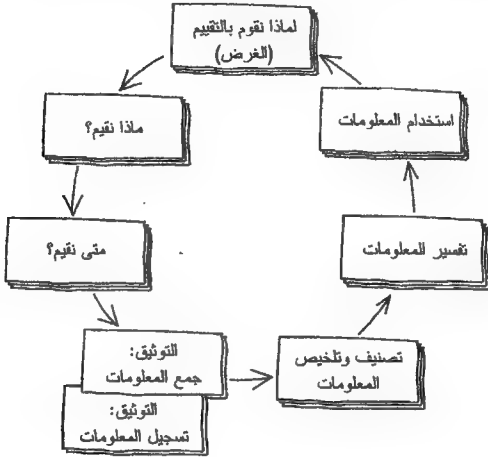 لماذا نقوم بالتقييم
(الغرض)
ماذا نقيم؟
متى نقيم؟
التوثيق:
جمع المعلومات
التوثيق:
تسجيل المعلومات
تصنيف وتلخيص
المعلومات
تفسير المعلومات
استخدام المعلومات